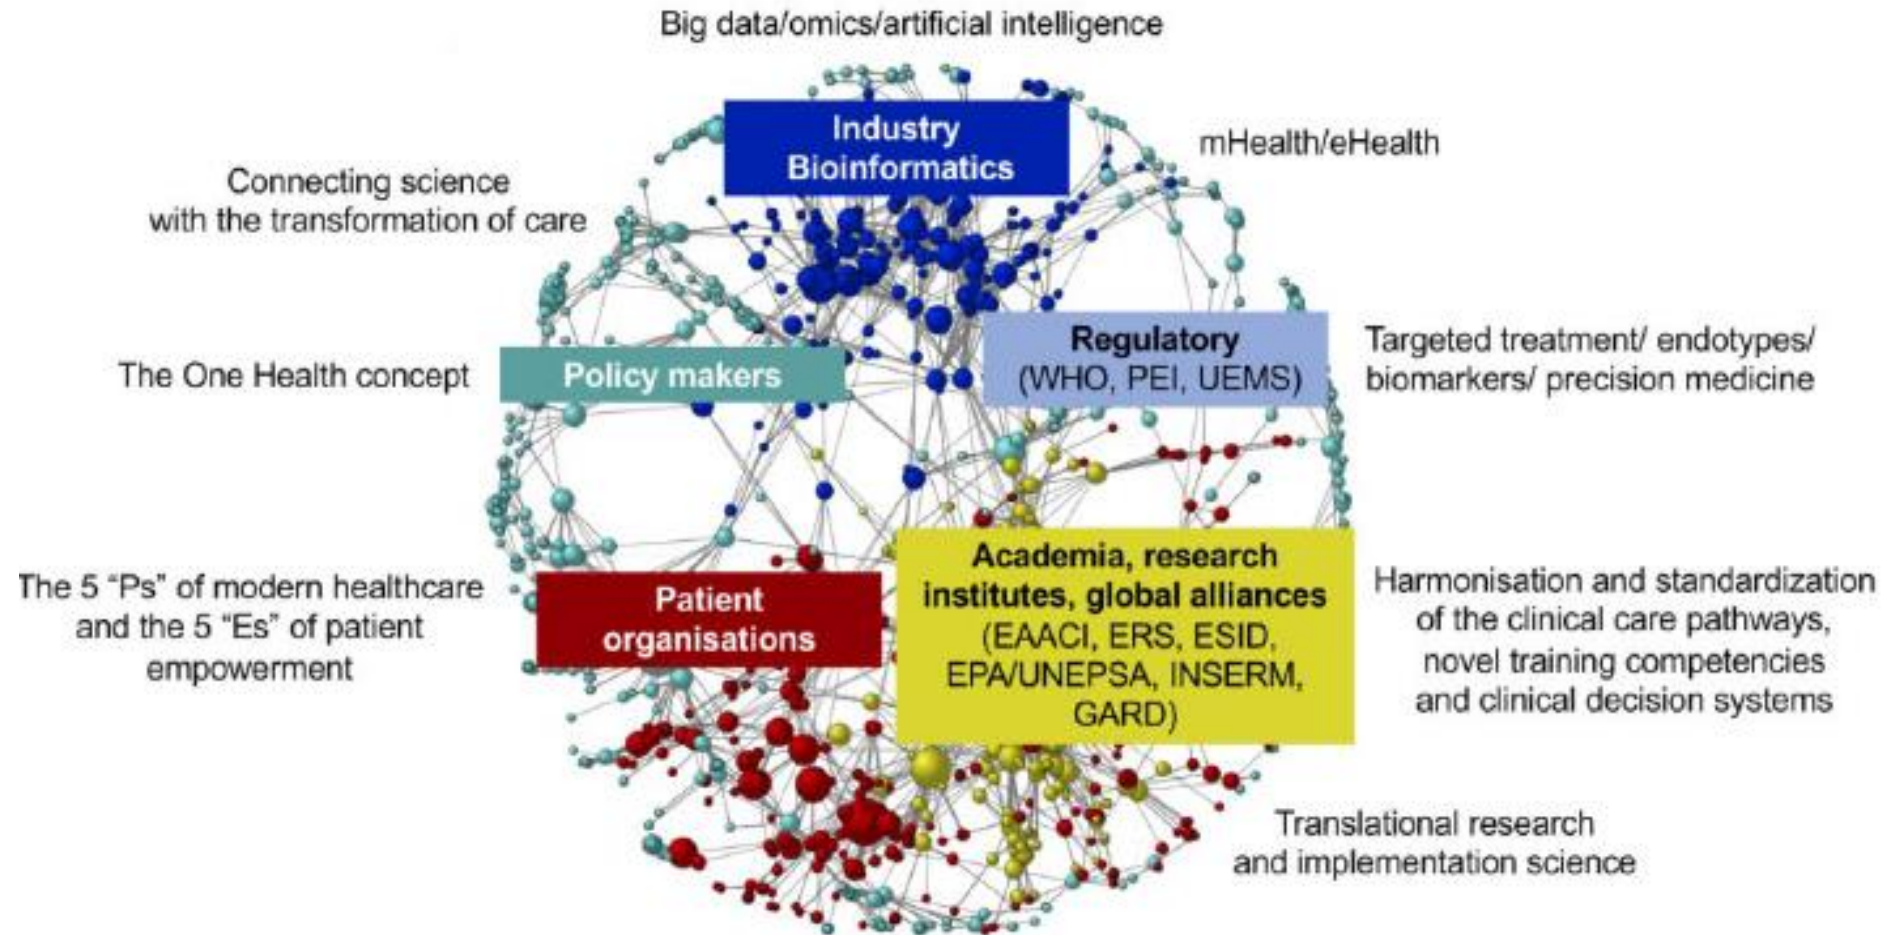 Big data/omics/artificial intelligence
Industry
Bioinformatics
mHealth/eHealth
Connecting science
with the transformation of care
Policy makers
The One Health concept
Regulatory
(WHO, PEI, UEMS)
Targeted treatment/ endotypes/
biomarkers/ precision medicine
The 5 “Ps” of modern healthcare
and the 5 “Es” of patient
empowerment
Patient
organisations
Academia, research
institutes, global alliances
(EAACI, ERS, ESID,
EPA/UNEPSA, INSERM,
GARD)
Harmonisation and standardization
of the clinical care pathways,
novel training competencies
and clinical decision systems
Translational research
and implementation science